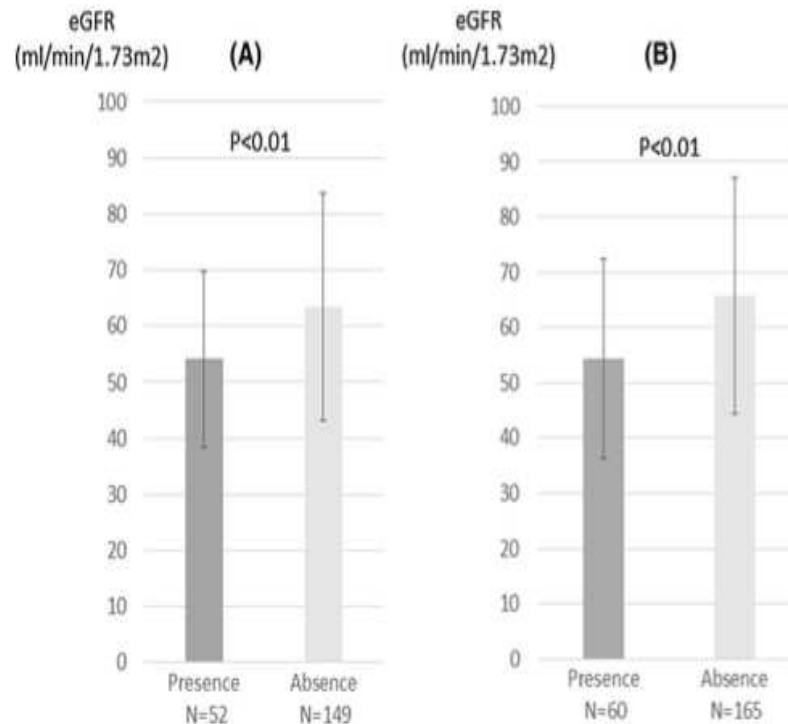 eGFR
(ml/min/1.73m2)
(A)
P<0.01
100
90
80
70
60
50
40
30
20
10
0
Presence
Absence
N=52
N=149
eGFR
(ml/min/1.73m2)
(B)
P<0.01
100
90
80
70
60
50
40
30
20
10
0
Presence
Absence
N=60
N=165